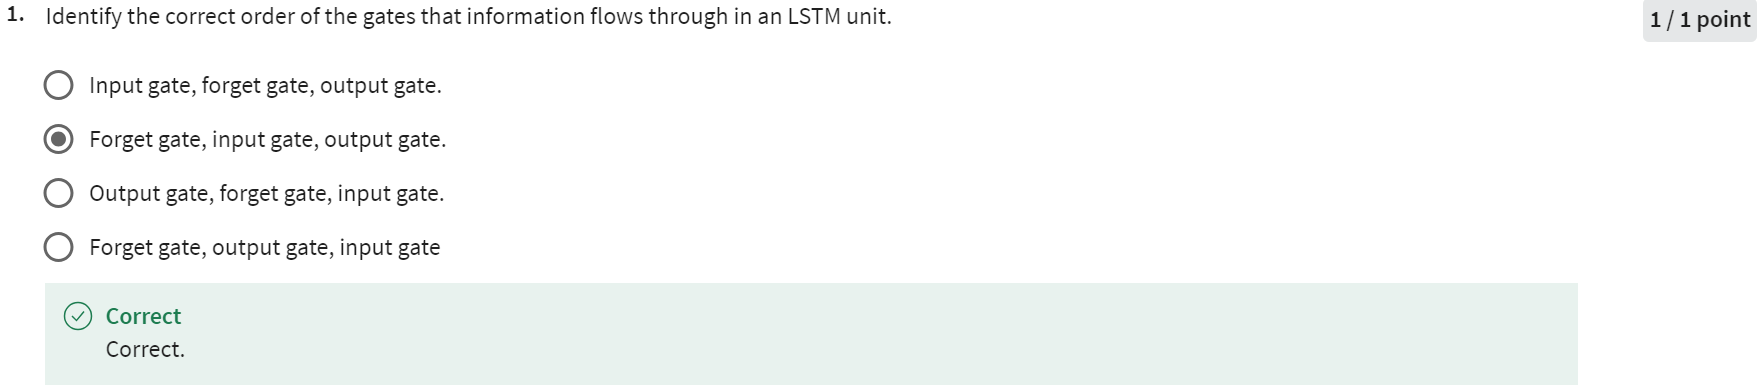 1. Identify the correct order of the gates that information flows through in an LSTM unit.
1 / 1 point
Input gate, forget gate, output gate.
Forget gate, input gate, output gate.
Output gate, forget gate, input gate.
Forget gate, output gate, input gate
Correct
Correct.